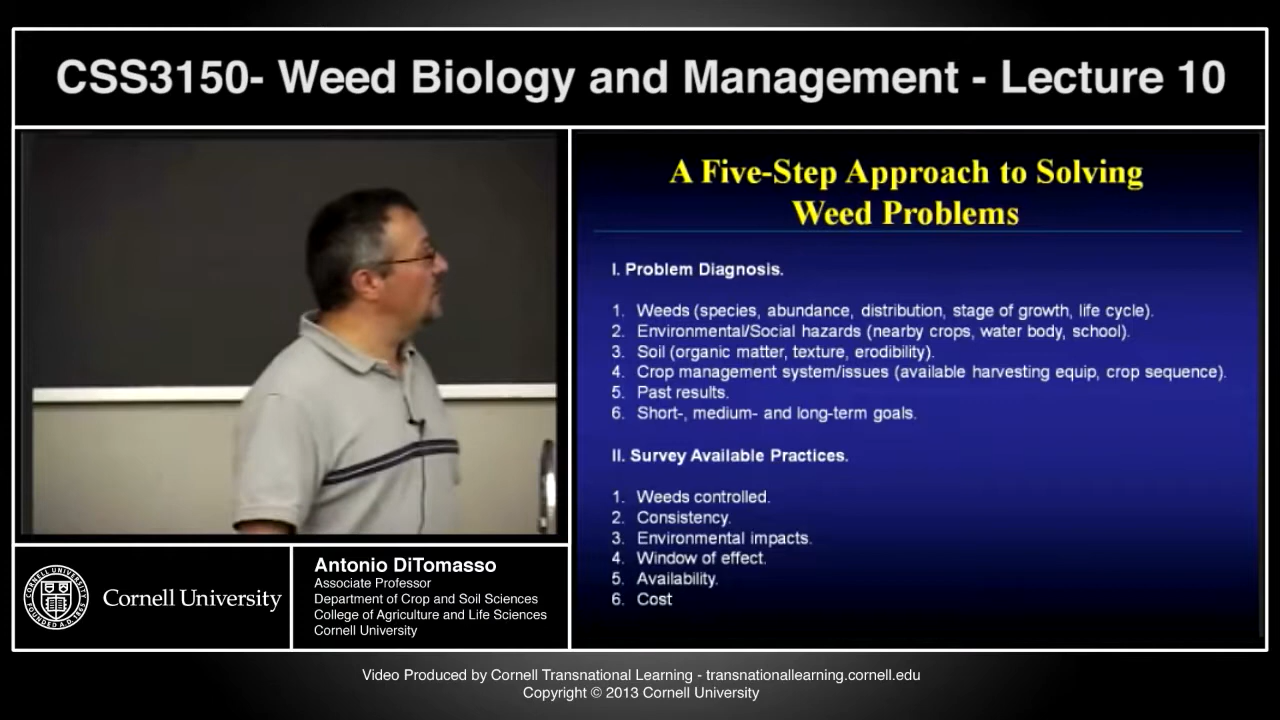 CSS3150- Weed Biology and Management - Lecture 10
A Five-Step Approach to Solving
Weed Problems
I. Problem Diagnosis.
1. Weeds (species, abundance, distribution, stage of growth, life cycle).
2. Environmental/Social hazards (nearby crops, water body, school).
3. Soil (organic matter, texture, erodibility).
4. Crop management system/issues (available harvesting equip, crop sequence).
5. Past results.
6. Short-, medium- and long-term goals.
II. Survey Available Practices.
1. Weeds controlled.
2. Consistency.
3. Environmental impacts.
4. Window of effect.
5. Availability.
6. Cost
Cornell University
Antonio DiTomasso
Associate Professor
Department of Crop and Soil Sciences
College of Agriculture and Life Sciences
Cornell University
Video Produced by Cornell Transnational Learning - transnationallearning.cornell.edu
Copyright © 2013 Cornell University